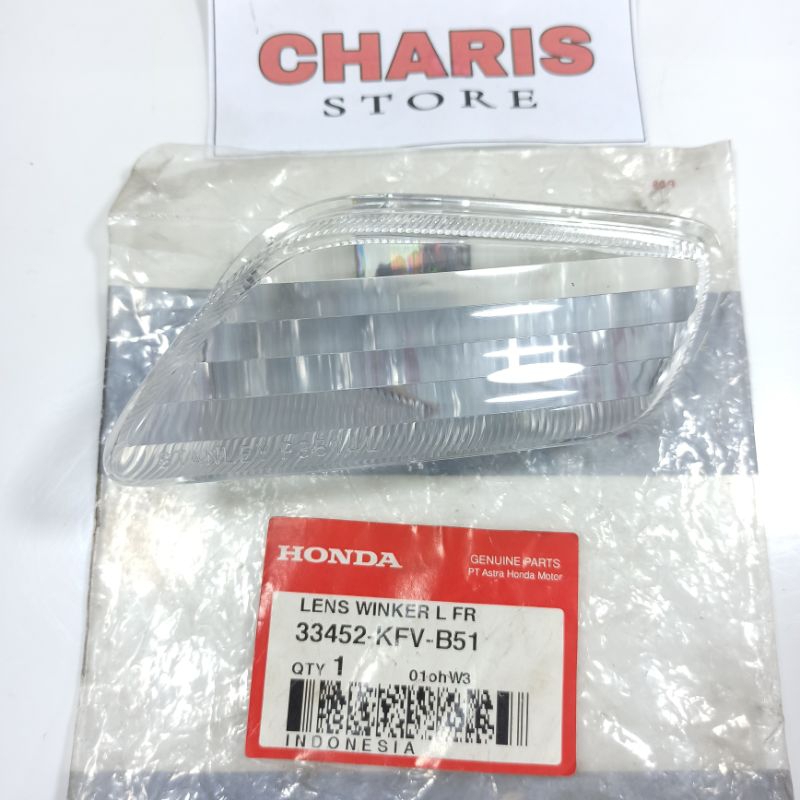 CHARIS
STORE
STANLEY
HONDA
GENUINE PARTS
PT Astra Honda Motor
LENS WINKER L FR
33452-KFV-B51
QTY 1
01ohW3
INDONESIA